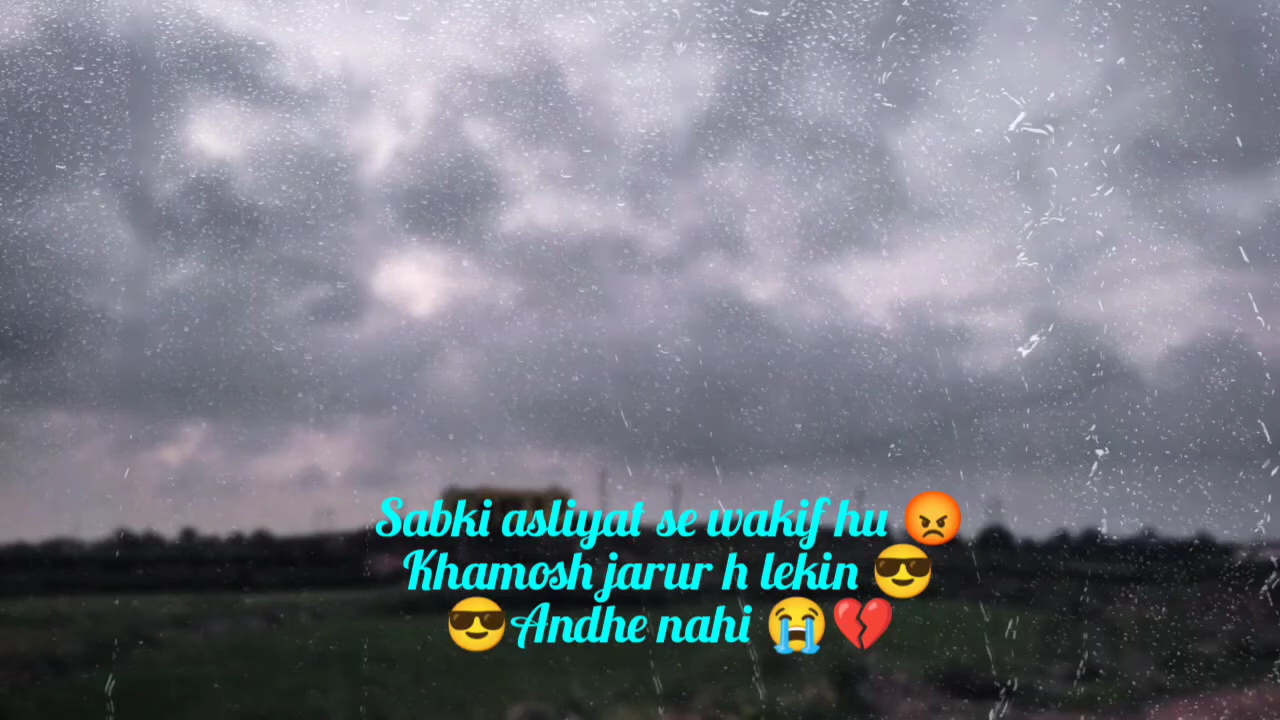 Sabki asliyat se wakif hu 😡
Khamosh jarur h lekin 😎
😎Andhe nahi 😭💔